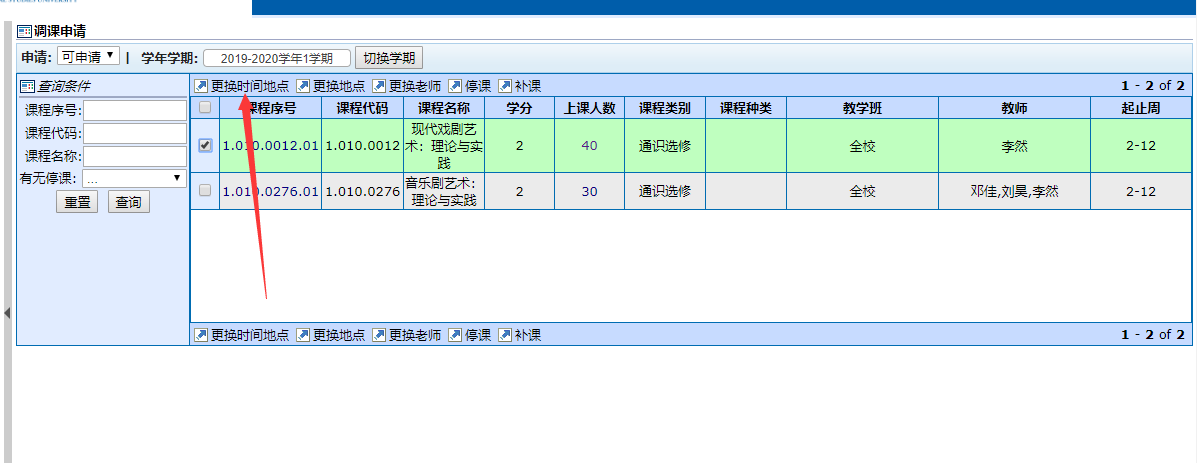 调课申请
申请: 可申请 | 学年学期: 2019-2020学年1学期 切换学期
查询条件
课程序号:
课程代码:
课程名称:
有无停课: ...
重置 查询
更换时间地点 更换地点 更换老师 停课 补课 1 - 2 of 2
课程序号 课程代码 课程名称 学分 上课人数 课程类别 课程种类 教学班 教师 起止周
1.010.0012.01 1.010.0012 现代戏剧艺术：理论与实践 2 40 通识选修 全校 李然 2-12
1.010.0276.01 1.010.0276 音乐剧艺术：理论与实践 2 30 通识选修 全校 邓佳,刘昊,李然 2-12
更换时间地点 更换地点 更换老师 停课 补课 1 - 2 of 2